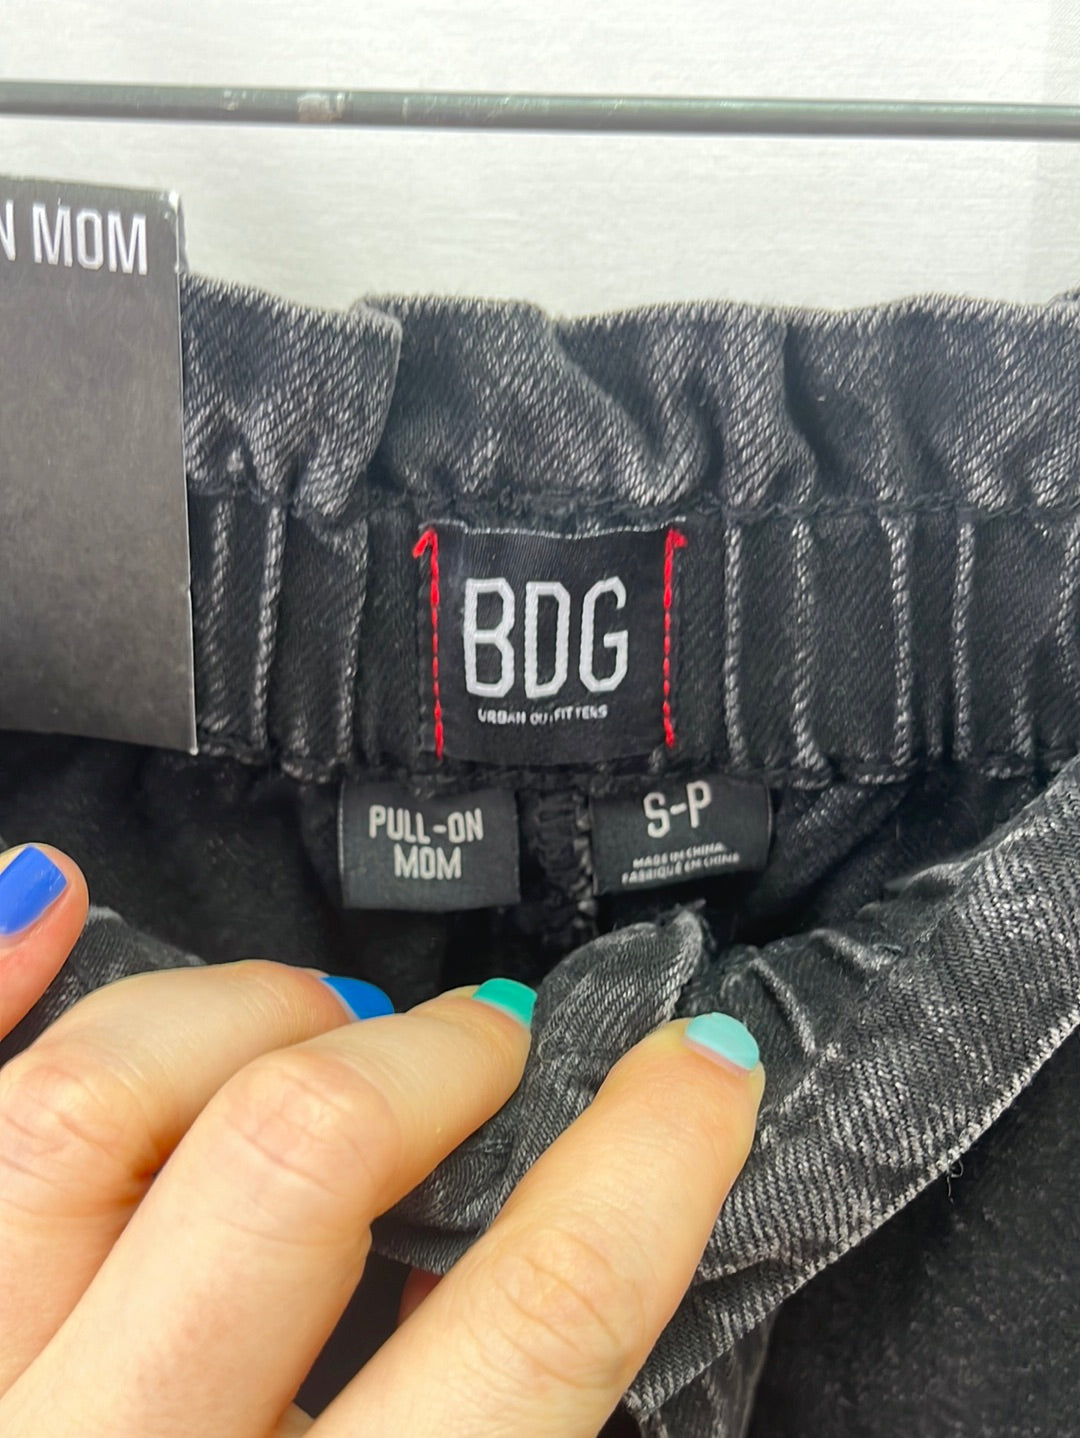 N MOM
BDG
URBAN OUTFITTERS
PULL-ON
MOM
S-P
MADE IN CHINA
FABRIQUÉ EN CHINE